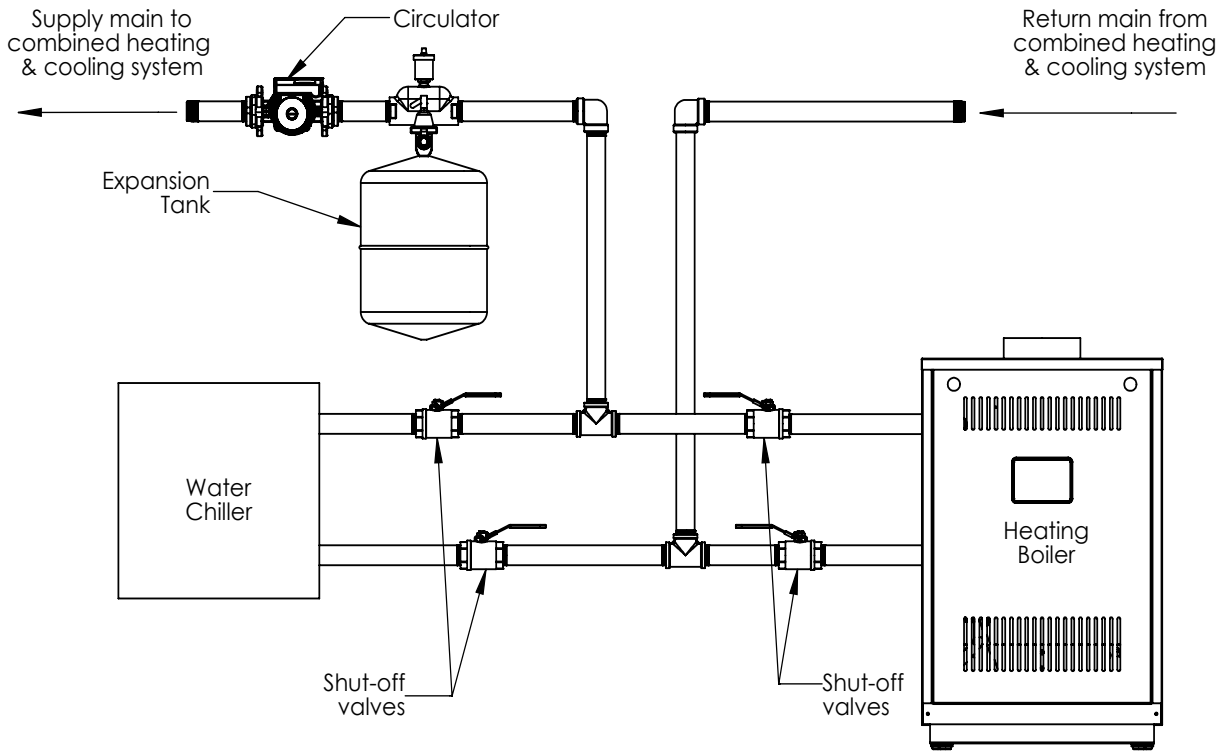 Supply main to
combined heating
& cooling system
Circulator
Return main from
combined heating
& cooling system
Expansion
Tank
Water
Chiller
Heating
Boiler
Shut-off
valves
Shut-off
valves